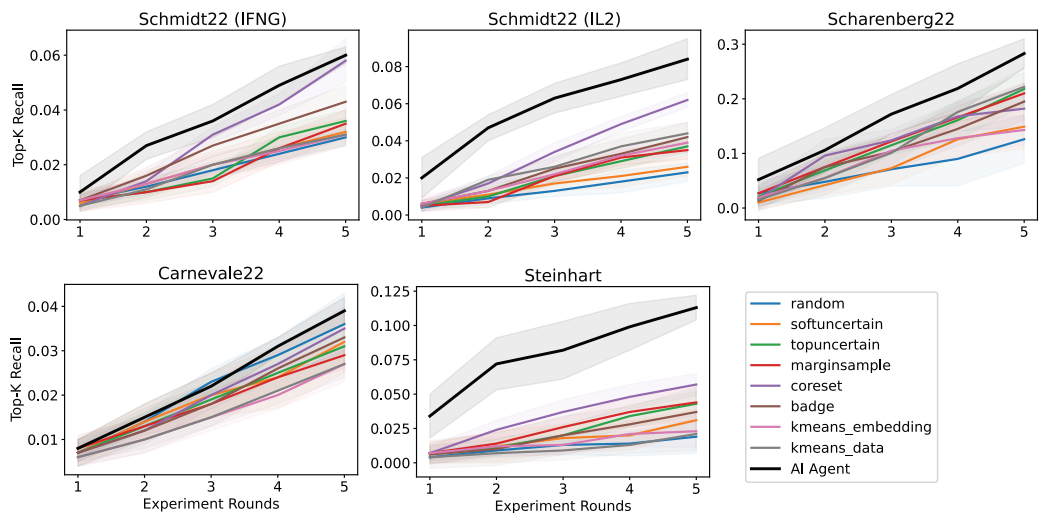 Schmidt22 (IFNG)
Schmidt22 (IL2)
Scharenberg22
Top-K Recall
0.06
0.04
0.02
0.00
1 2 3 4 5
0.08
0.06
0.04
0.02
0.00
1 2 3 4 5
0.3
0.2
0.1
0.0
1 2 3 4 5
Carnevale22
Steinhart
Top-K Recall
0.04
0.03
0.02
0.01
1 2 3 4 5
Experiment Rounds
0.125
0.100
0.075
0.050
0.025
0.000
1 2 3 4 5
Experiment Rounds
random
softuncertain
topuncertain
marginsample
coreset
badge
kmeans_embedding
kmeans_data
AI Agent